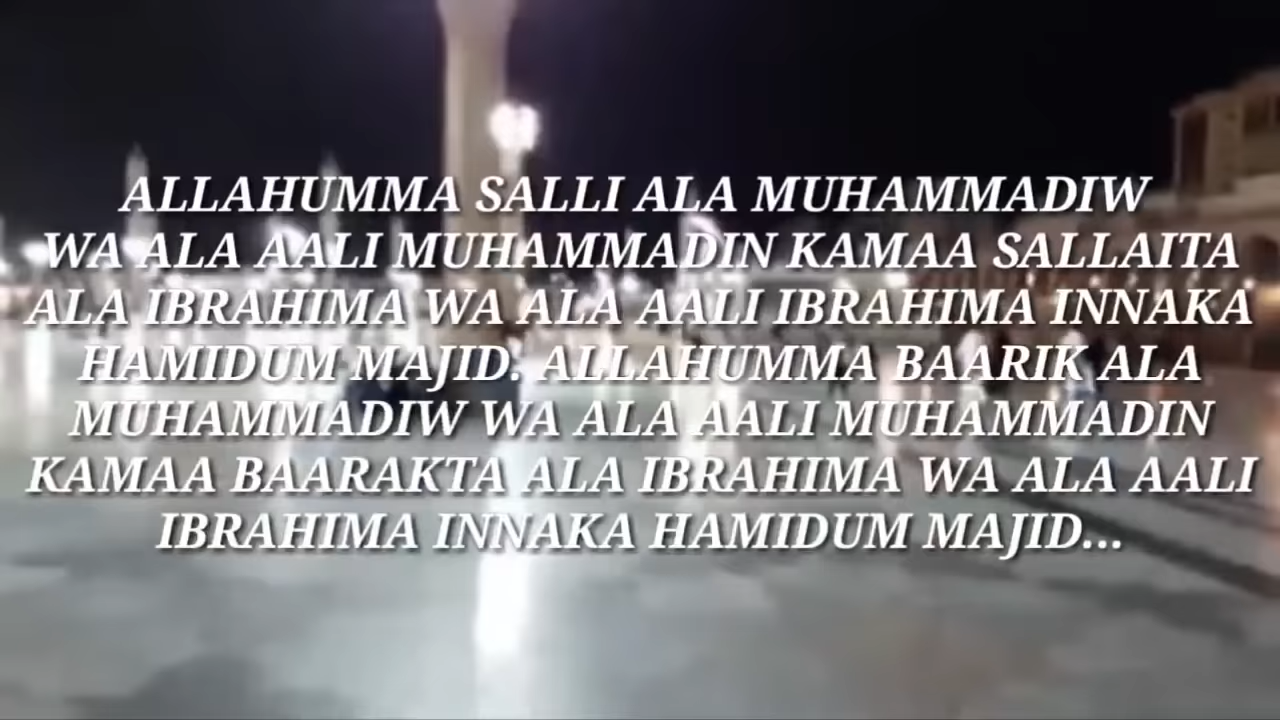 ALLAHUMMA SALLI ALA MUHAMMADIW
WA ALA AALI MUHAMMADIN KAMAA SALLAITA
ALA IBRAHIMA WA ALA AALI IBRAHIMA INNAKA
HAMIDUM MAJID. ALLAHUMMA BAARIK ALA
MUHAMMADIW WA ALA AALI MUHAMMADIN
KAMAA BAARAKTA ALA IBRAHIMA WA ALA AALI
IBRAHIMA INNAKA HAMIDUM MAJID...